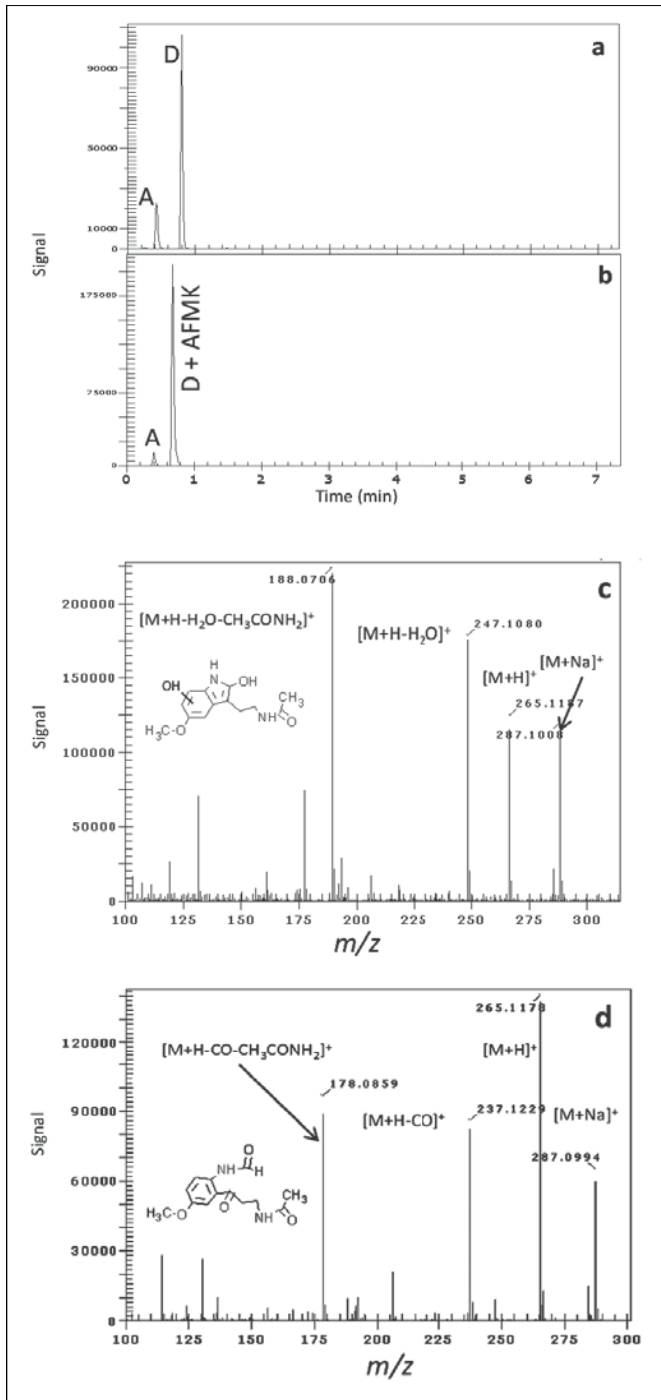 a
D
A
90000
50000
10000
0
Signal
b
D + AFMK
A
175000
75000
0
0 1 2 3 4 5 6 7
Time (min)
c
188.0706
[M+H-H₂O-CH₃CONH₂]⁺
[M+H-H₂O]⁺
247.1080
[M+H]⁺
[M+Na]⁺
265.1187
287.1008
H
N
OH
OH
CH₃
H₃C-O
NH
O
200000
150000
100000
50000
0
Signal
100 125 150 175 200 225 250 275 300
m/z
d
265.1178
[M+H-CO-CH₃CONH₂]⁺
[M+H]⁺
178.0859
[M+H-CO]⁺
237.1229
[M+Na]⁺
287.0994
O
NH
H
CH₃
H₃C-O
O
NH
O
120000
90000
60000
30000
0
Signal
100 125 150 175 200 225 250 275 300
m/z